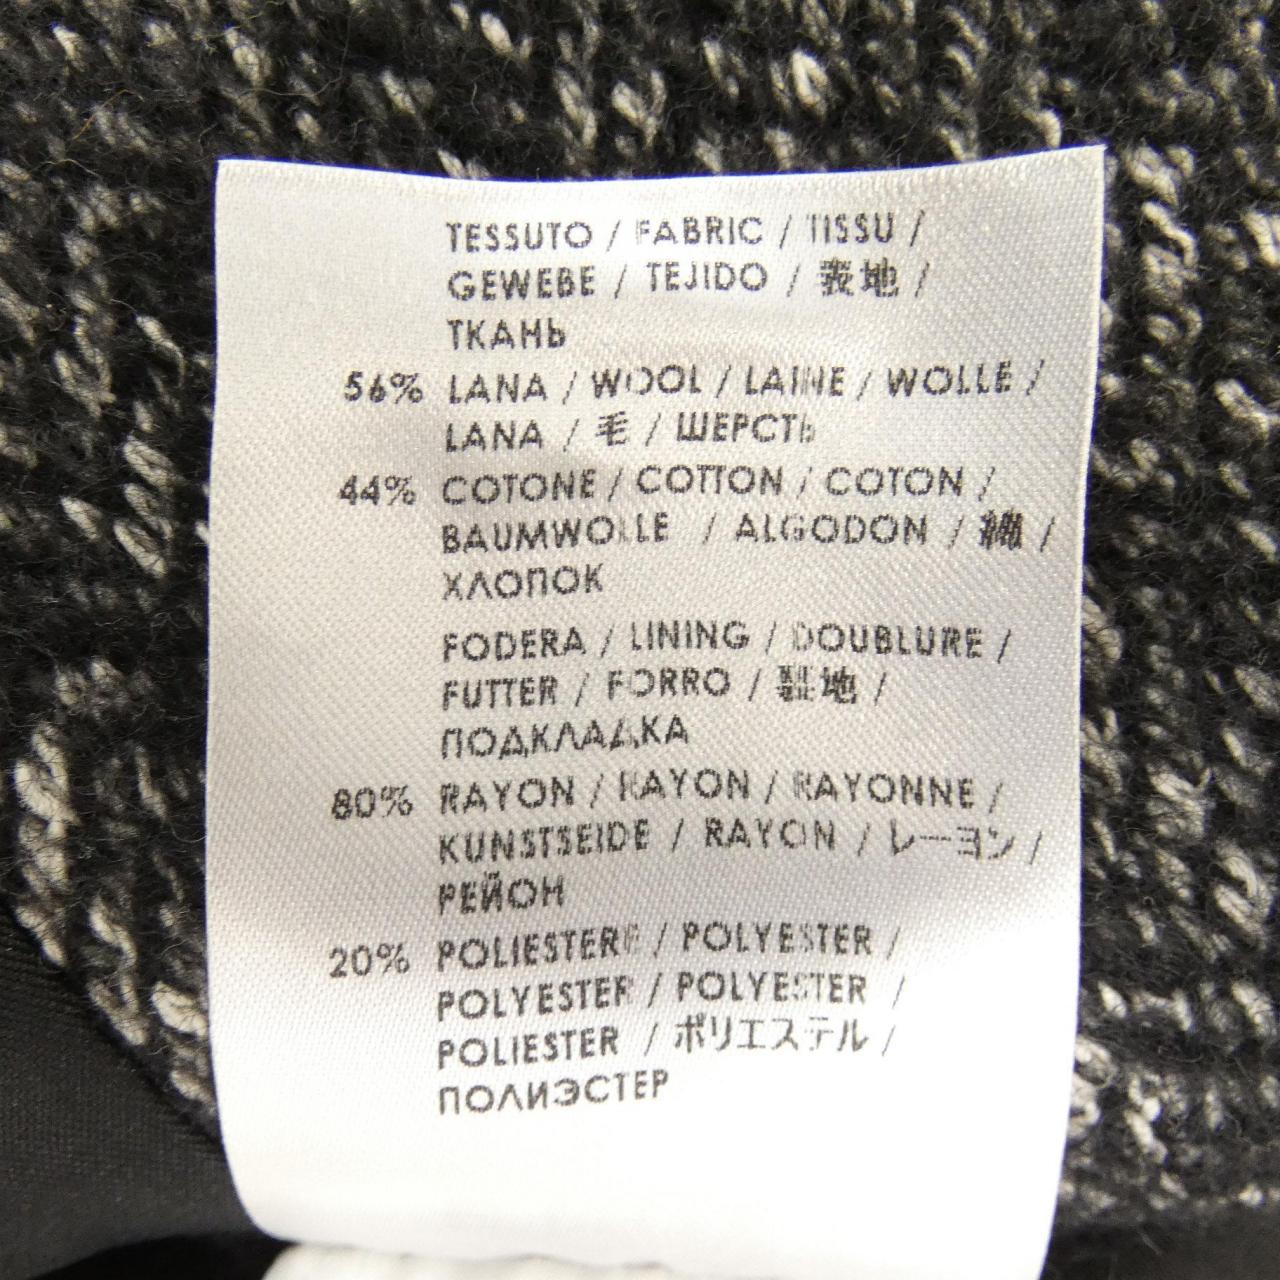 TESSUTO / FABRIC / TISSU /
GEWEBE / TEJIDO / 表地 /
ТКАНЬ
56% LANA / WOOL / LAINE / WOLLE /
LANA / 毛 / ШЕРСТЬ
44% COTONE / COTTON / COTON /
BAUMWOLLE / ALGODON / 綿 /
ХЛОПОК
FODERA / LINING / DOUBLURE /
FUTTER / FORRO / 裏地 /
ПОДКЛАДКА
80% RAYON / RAYON / RAYONNE /
KUNSTSEIDE / RAYON / レーヨン /
РЕЙОН
20% POLIESTERE / POLYESTER /
POLYESTER / POLYESTER /
POLIESTER / ポリエステル /
ПОЛИЭСТЕР